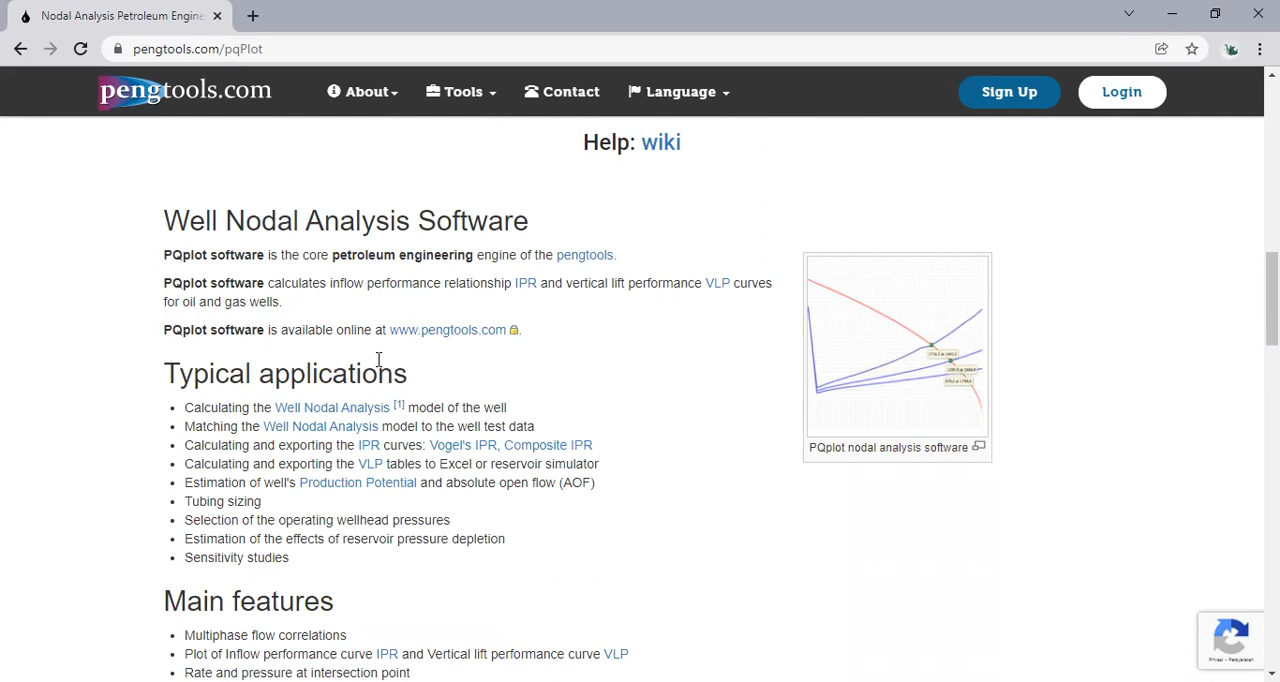 Nodal Analysis Petroleum Engine
pengtools.com/pqPlot
pengtools.com
About
Tools
Contact
Language
Sign Up
Login
Help: wiki
Well Nodal Analysis Software
PQplot software is the core petroleum engineering engine of the pengtools.
PQplot software calculates inflow performance relationship IPR and vertical lift performance VLP curves
for oil and gas wells.
PQplot software is available online at www.pengtools.com.
PQplot nodal analysis software
Typical applications
• Calculating the Well Nodal Analysis [1] model of the well
• Matching the Well Nodal Analysis model to the well test data
• Calculating and exporting the IPR curves: Vogel's IPR, Composite IPR
• Calculating and exporting the VLP tables to Excel or reservoir simulator
• Estimation of well's Production Potential and absolute open flow (AOF)
• Tubing sizing
• Selection of the operating wellhead pressures
• Estimation of the effects of reservoir pressure depletion
• Sensitivity studies
Main features
• Multiphase flow correlations
• Plot of Inflow performance curve IPR and Vertical lift performance curve VLP
• Rate and pressure at intersection point
Privasi - Persyaratan